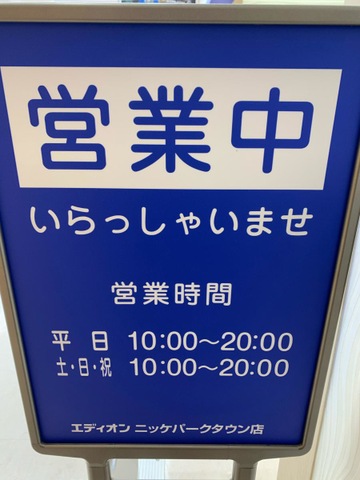 営業中
いらっしゃいませ
営業時間
平 日 10:00〜20:00
土・日・祝 10:00〜20:00
エディオン ニッケパークタウン店